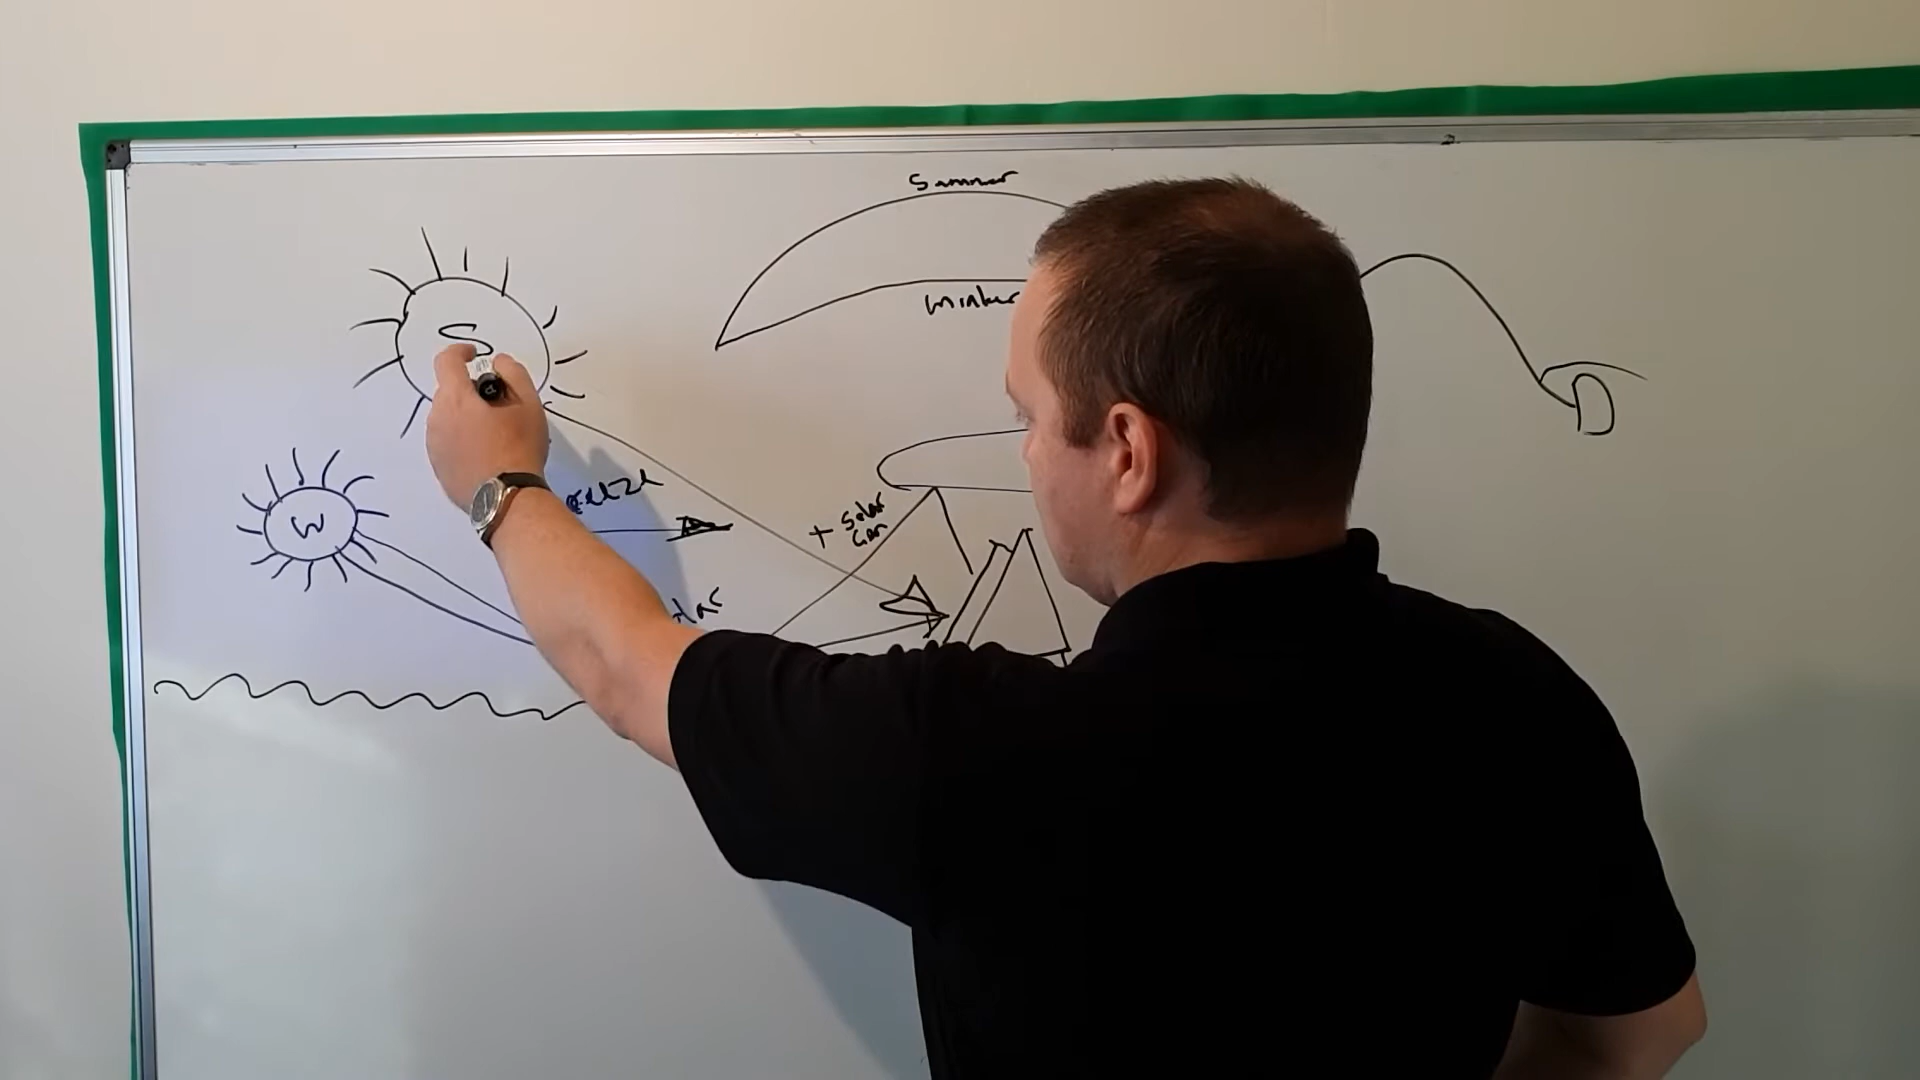 Summer
Winter
S
W
+ Solar
Gain
D